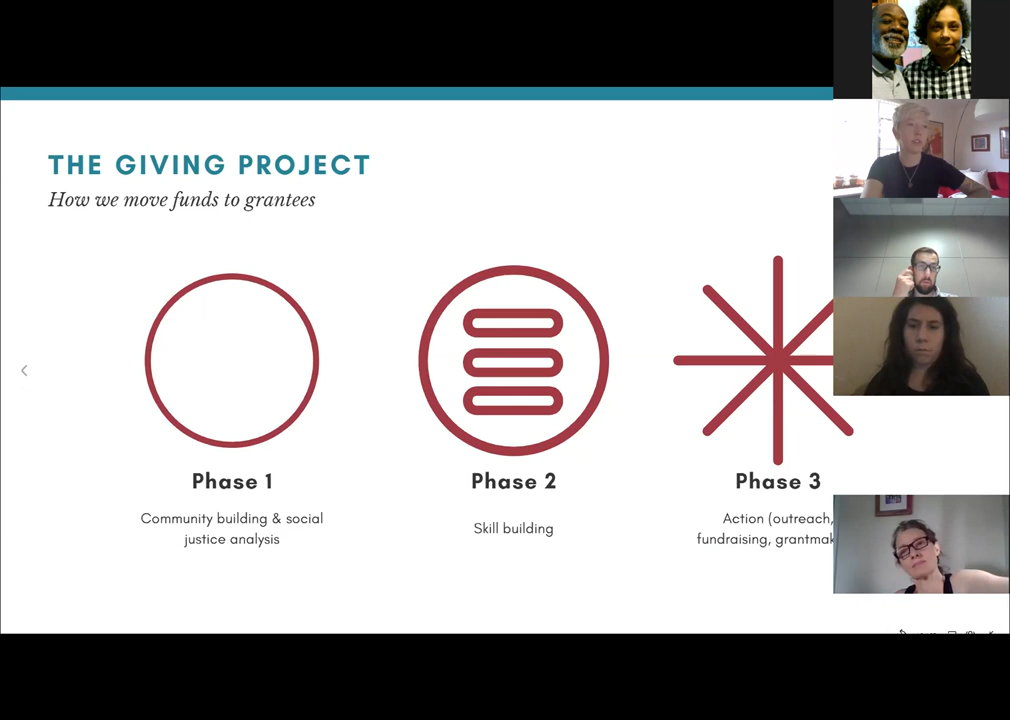 THE GIVING PROJECT
How we move funds to grantees
Phase 1
Community building & social
justice analysis
Phase 2
Skill building
Phase 3
Action (outreach,
fundraising, grantmak